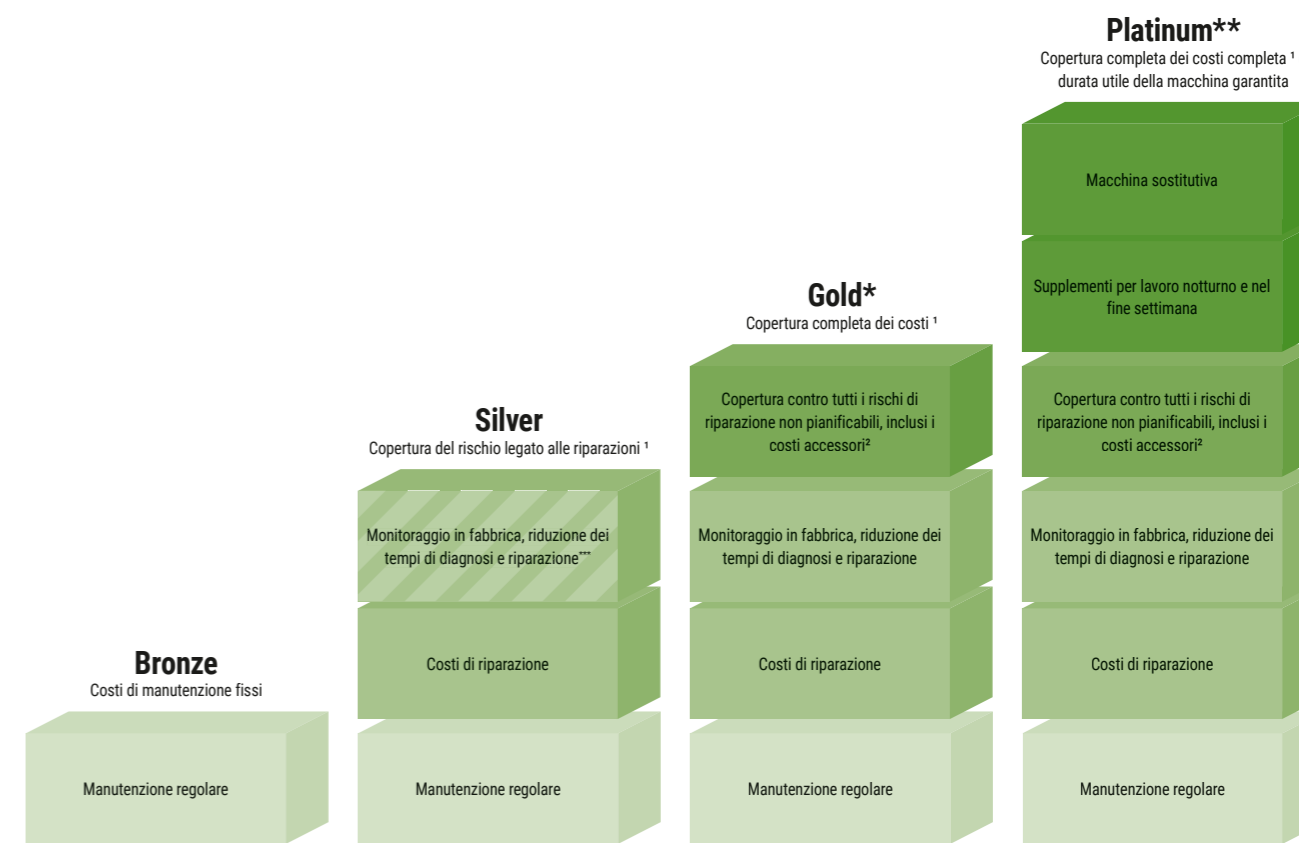 Platinum**
Copertura completa dei costi completa ¹
durata utile della macchina garantita
Macchina sostitutiva
Supplementi per lavoro notturno e nel
fine settimana
Copertura contro tutti i rischi di
riparazione non pianificabili, inclusi i
costi accessori²
Monitoraggio in fabbrica, riduzione dei
tempi di diagnosi e riparazione
Costi di riparazione
Manutenzione regolare
Gold*
Copertura completa dei costi ¹
Copertura contro tutti i rischi di
riparazione non pianificabili, inclusi i
costi accessori²
Monitoraggio in fabbrica, riduzione dei
tempi di diagnosi e riparazione
Costi di riparazione
Manutenzione regolare
Silver
Copertura del rischio legato alle riparazioni ¹
Monitoraggio in fabbrica, riduzione dei
tempi di diagnosi e riparazione***
Costi di riparazione
Manutenzione regolare
Bronze
Costi di manutenzione fissi
Manutenzione regolare